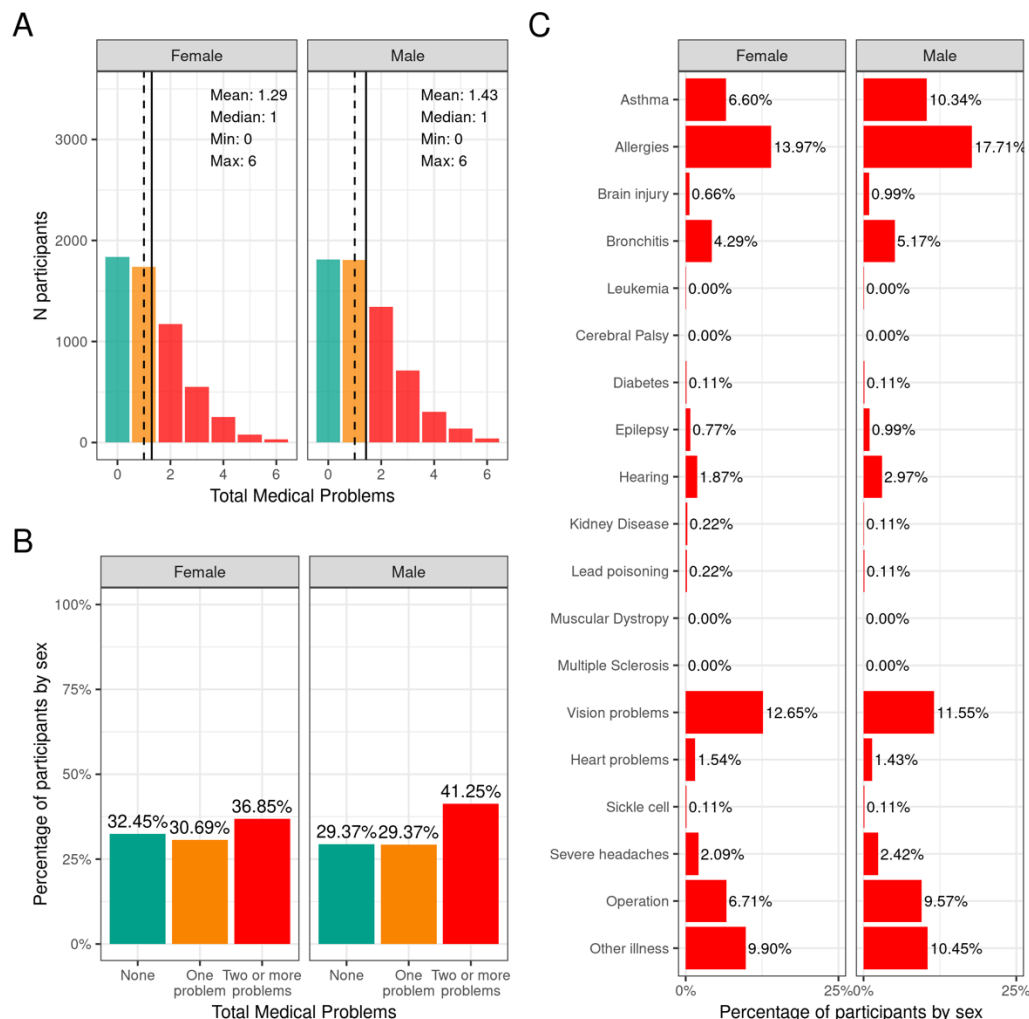 A
Female
Male
Mean: 1.29
Median: 1
Min: 0
Max: 6
Mean: 1.43
Median: 1
Min: 0
Max: 6
N participants
3000
2000
1000
0
0 2 4 6
0 2 4 6
Total Medical Problems
B
Female
Male
Percentage of participants by sex
100%
75%
50%
25%
0%
32.45% 30.69% 36.85%
29.37% 29.37% 41.25%
None One problem Two or more problems
None One problem Two or more problems
Total Medical Problems
C
Female
Male
Asthma 6.60% 10.34%
Allergies 13.97% 17.71%
Brain injury 0.66% 0.99%
Bronchitis 4.29% 5.17%
Leukemia 0.00% 0.00%
Cerebral Palsy 0.00% 0.00%
Diabetes 0.11% 0.11%
Epilepsy 0.77% 0.99%
Hearing 1.87% 2.97%
Kidney Disease 0.22% 0.11%
Lead poisoning 0.22% 0.11%
Muscular Dystropy 0.00% 0.00%
Multiple Sclerosis 0.00% 0.00%
Vision problems 12.65% 11.55%
Heart problems 1.54% 1.43%
Sickle cell 0.11% 0.11%
Severe headaches 2.09% 2.42%
Operation 6.71% 9.57%
Other illness 9.90% 10.45%
0% 25% 0% 25%
Percentage of participants by sex